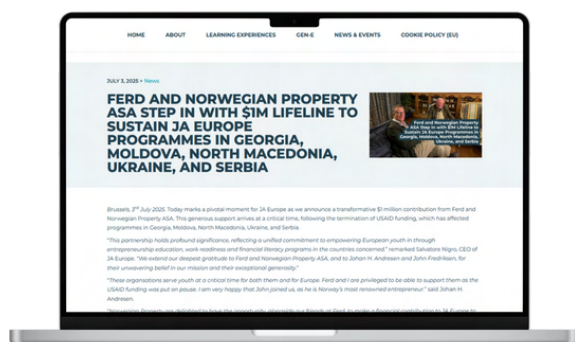 HOME ABOUT LEARNING EXPERIENCES GEN-E NEWS & EVENTS COOKIE POLICY (EU)
JULY 3, 2025 • News
FERD AND NORWEGIAN PROPERTY
ASA STEP IN WITH $1M LIFELINE TO
SUSTAIN JA EUROPE
PROGRAMMES IN GEORGIA,
MOLDOVA, NORTH MACEDONIA,
UKRAINE, AND SERBIA
Ferd and Norwegian Property
ASA Step in with $1M Lifeline to
Sustain JA Europe Programmes in
Georgia, Moldova, North Macedonia,
Ukraine, and Serbia
Brussels, 3rd July 2025. Today marks a pivotal moment for JA Europe as we announce a transformative $1 million contribution from Ferd and
Norwegian Property ASA. This generous support arrives at a critical time, following the termination of USAID funding, which has affected
programmes in Georgia, Moldova, North Macedonia, Ukraine, and Serbia.
"This partnership holds profound significance, reflecting a unified commitment to empowering European youth in through
entrepreneurship education, work readiness and financial literacy programs in the countries concerned." remarked Salvatore Nigro, CEO of
JA Europe. "We extend our deepest gratitude to Ferd and Norwegian Property ASA, and to Johan H. Andresen and John Fredriksen, for
their unwavering belief in our mission and their exceptional generosity."
"These organisations serve youth at a critical time for both them and for Europe. Ferd and I are privileged to be able to support them as the
USAID funding was put on pause. I am very happy that John joined us, as he is Norway's most renowned entrepreneur." said Johan H.
Andresen.